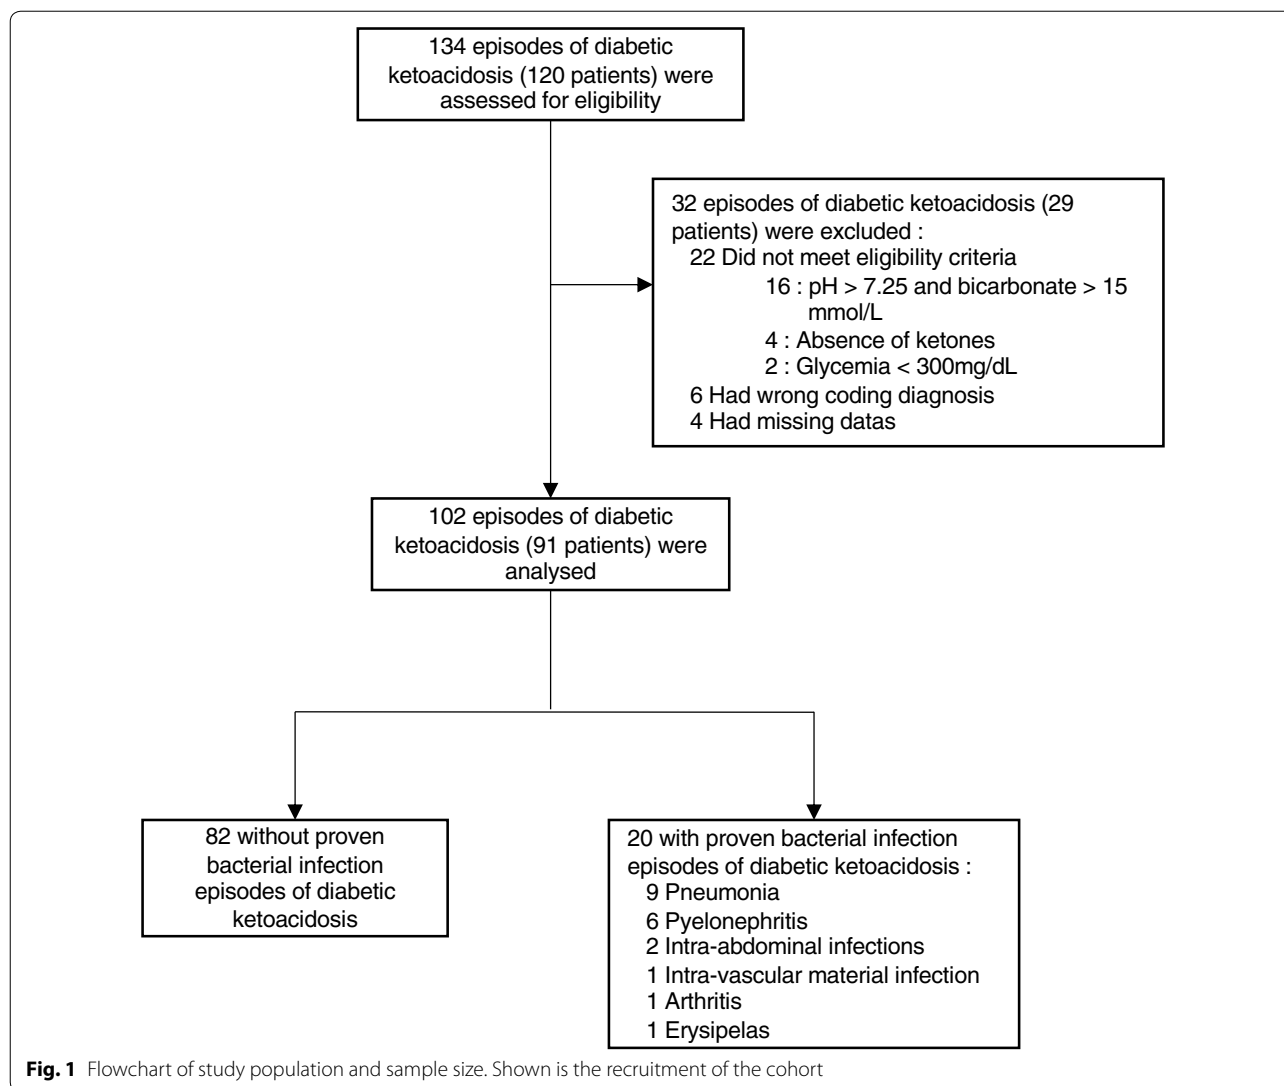 134 episodes of diabetic
ketoacidosis (120 patients) were
assessed for eligibility
32 episodes of diabetic ketoacidosis (29
patients) were excluded :
22 Did not meet eligibility criteria
16 : pH > 7.25 and bicarbonate > 15
mmol/L
4 : Absence of ketones
2 : Glycemia < 300mg/dL
6 Had wrong coding diagnosis
4 Had missing datas
102 episodes of diabetic
ketoacidosis (91 patients) were
analysed
82 without proven
bacterial infection
episodes of diabetic
ketoacidosis
20 with proven bacterial infection
episodes of diabetic ketoacidosis :
9 Pneumonia
6 Pyelonephritis
2 Intra-abdominal infections
1 Intra-vascular material infection
1 Arthritis
1 Erysipelas
Fig. 1 Flowchart of study population and sample size. Shown is the recruitment of the cohort